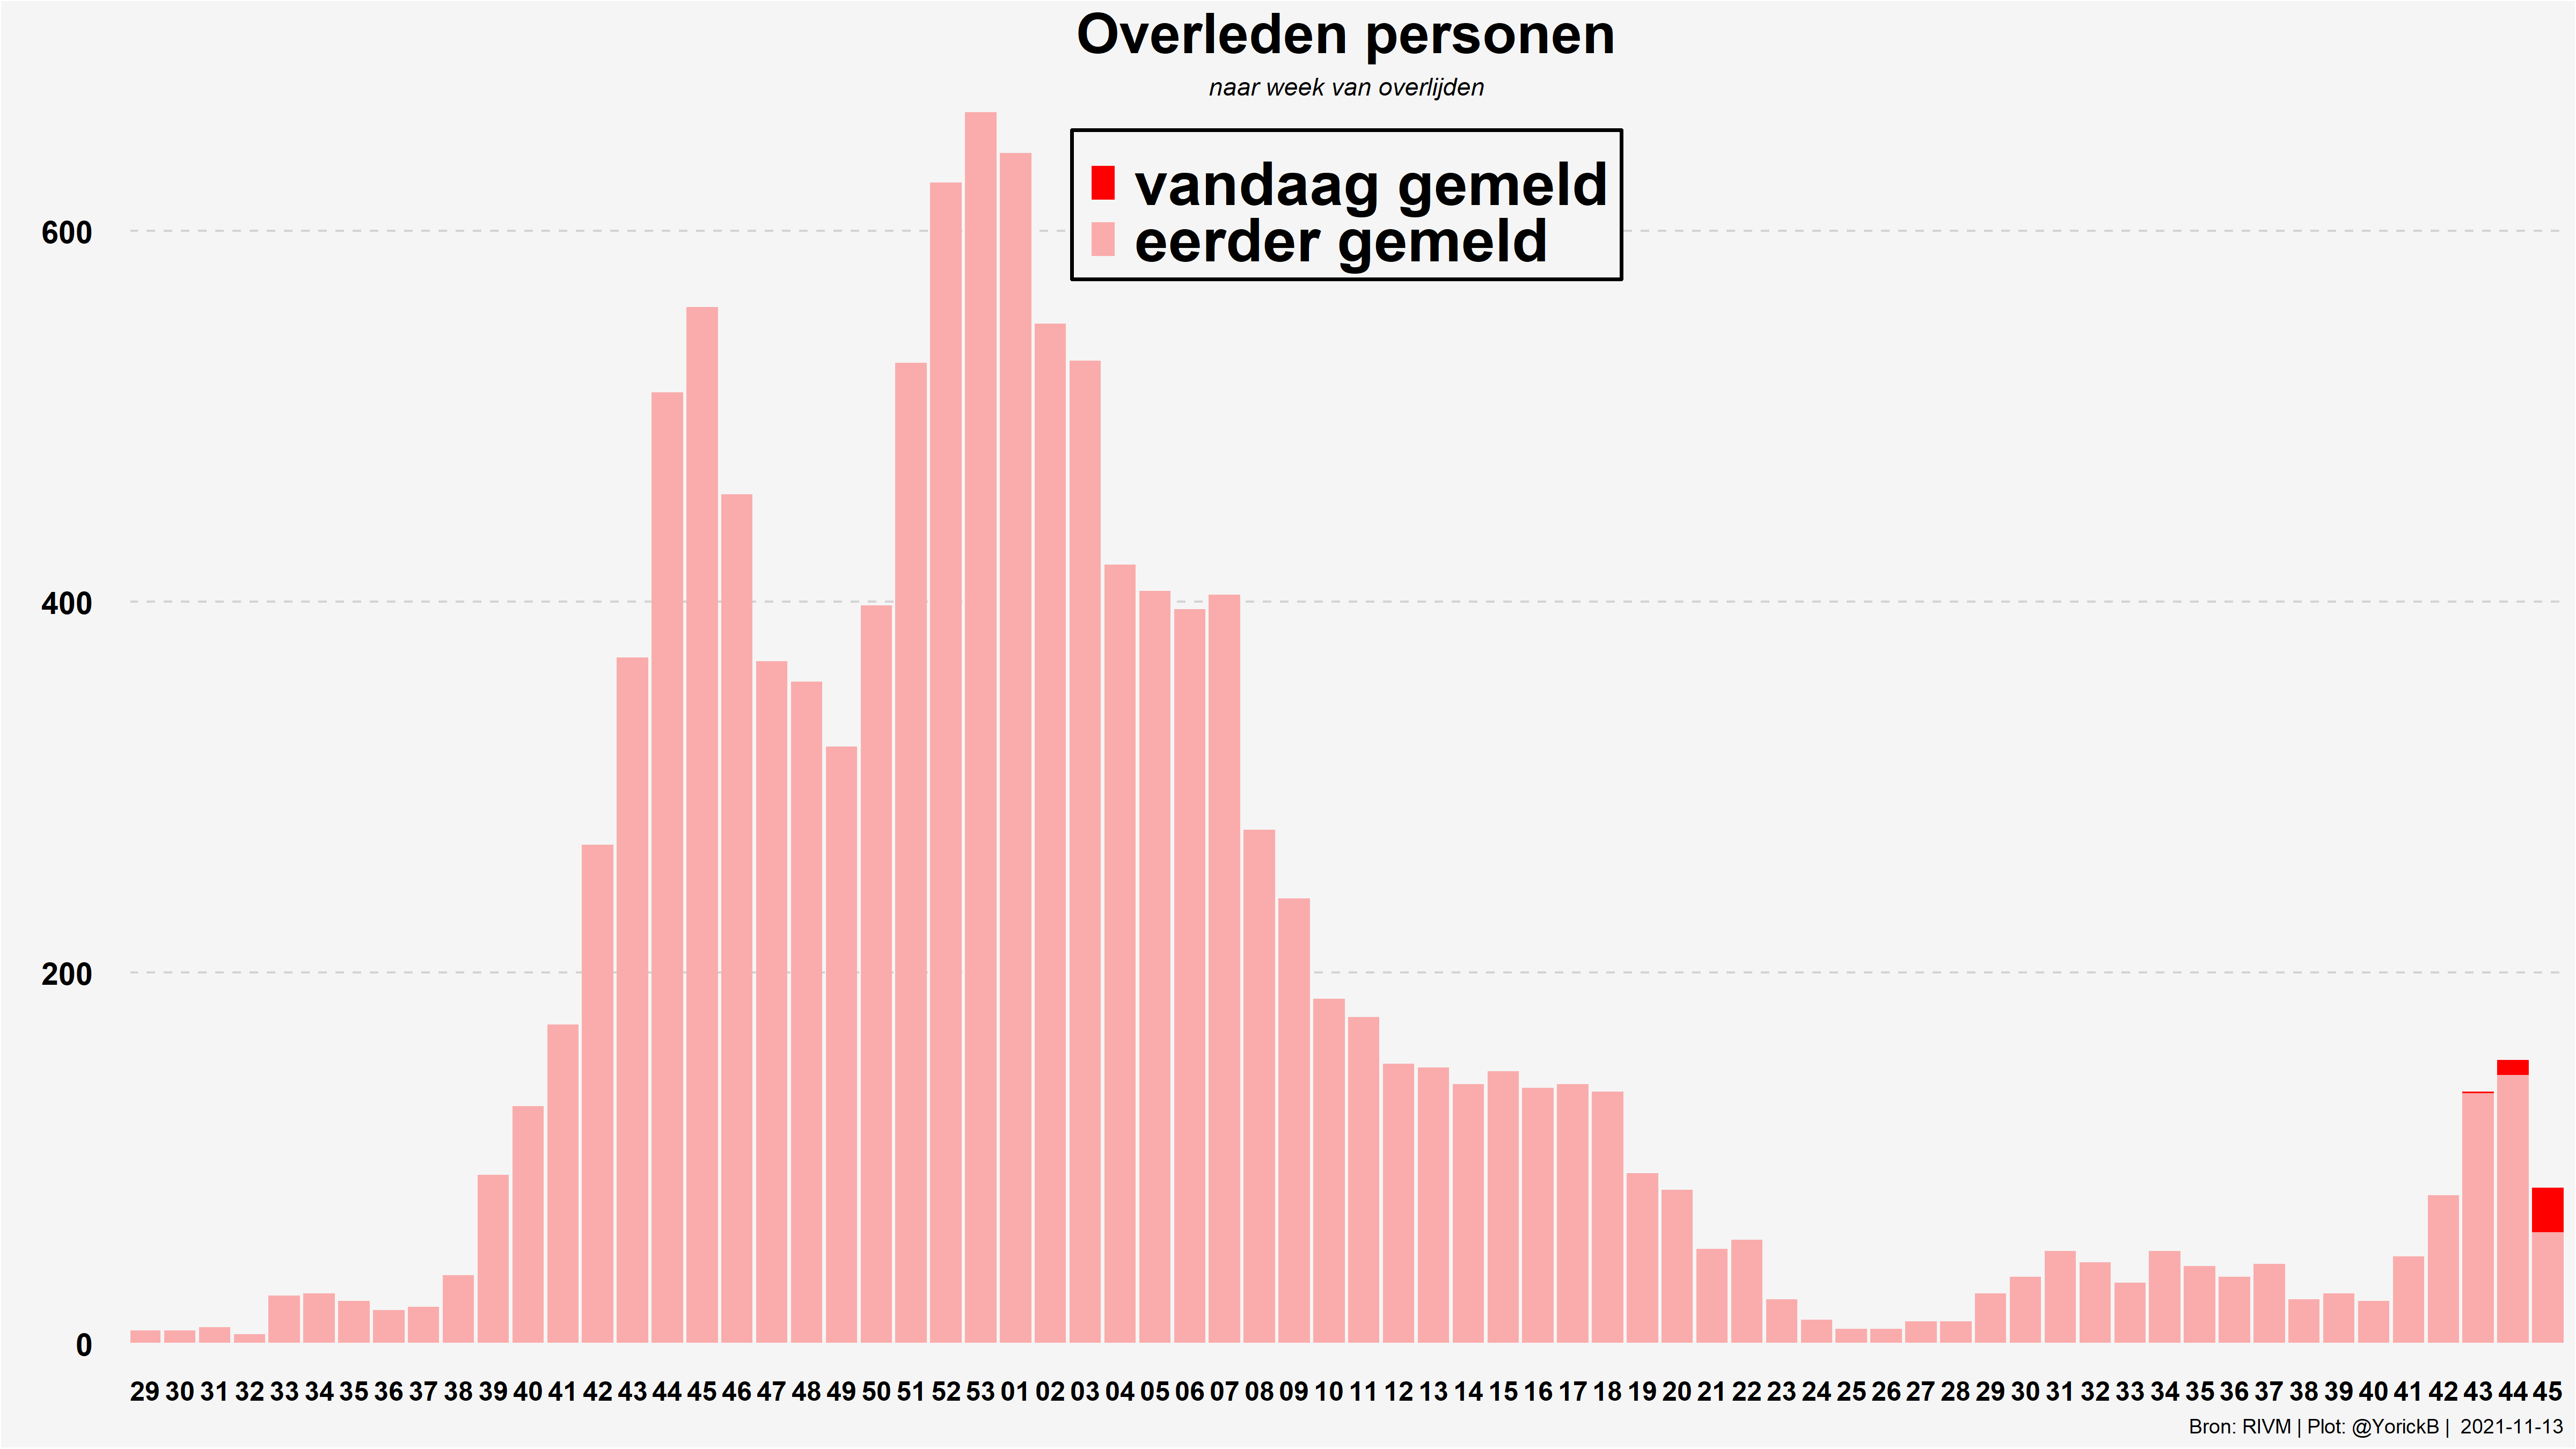 Overleden personen
naar week van overlijden
vandaag gemeld
eerder gemeld
600
400
200
0
29 30 31 32 33 34 35 36 37 38 39 40 41 42 43 44 45 46 47 48 49 50 51 52 53 01 02 03 04 05 06 07 08 09 10 11 12 13 14 15 16 17 18 19 20 21 22 23 24 25 26 27 28 29 30 31 32 33 34 35 36 37 38 39 40 41 42 43 44 45
Bron: RIVM | Plot: @YorickB | 2021-11-13